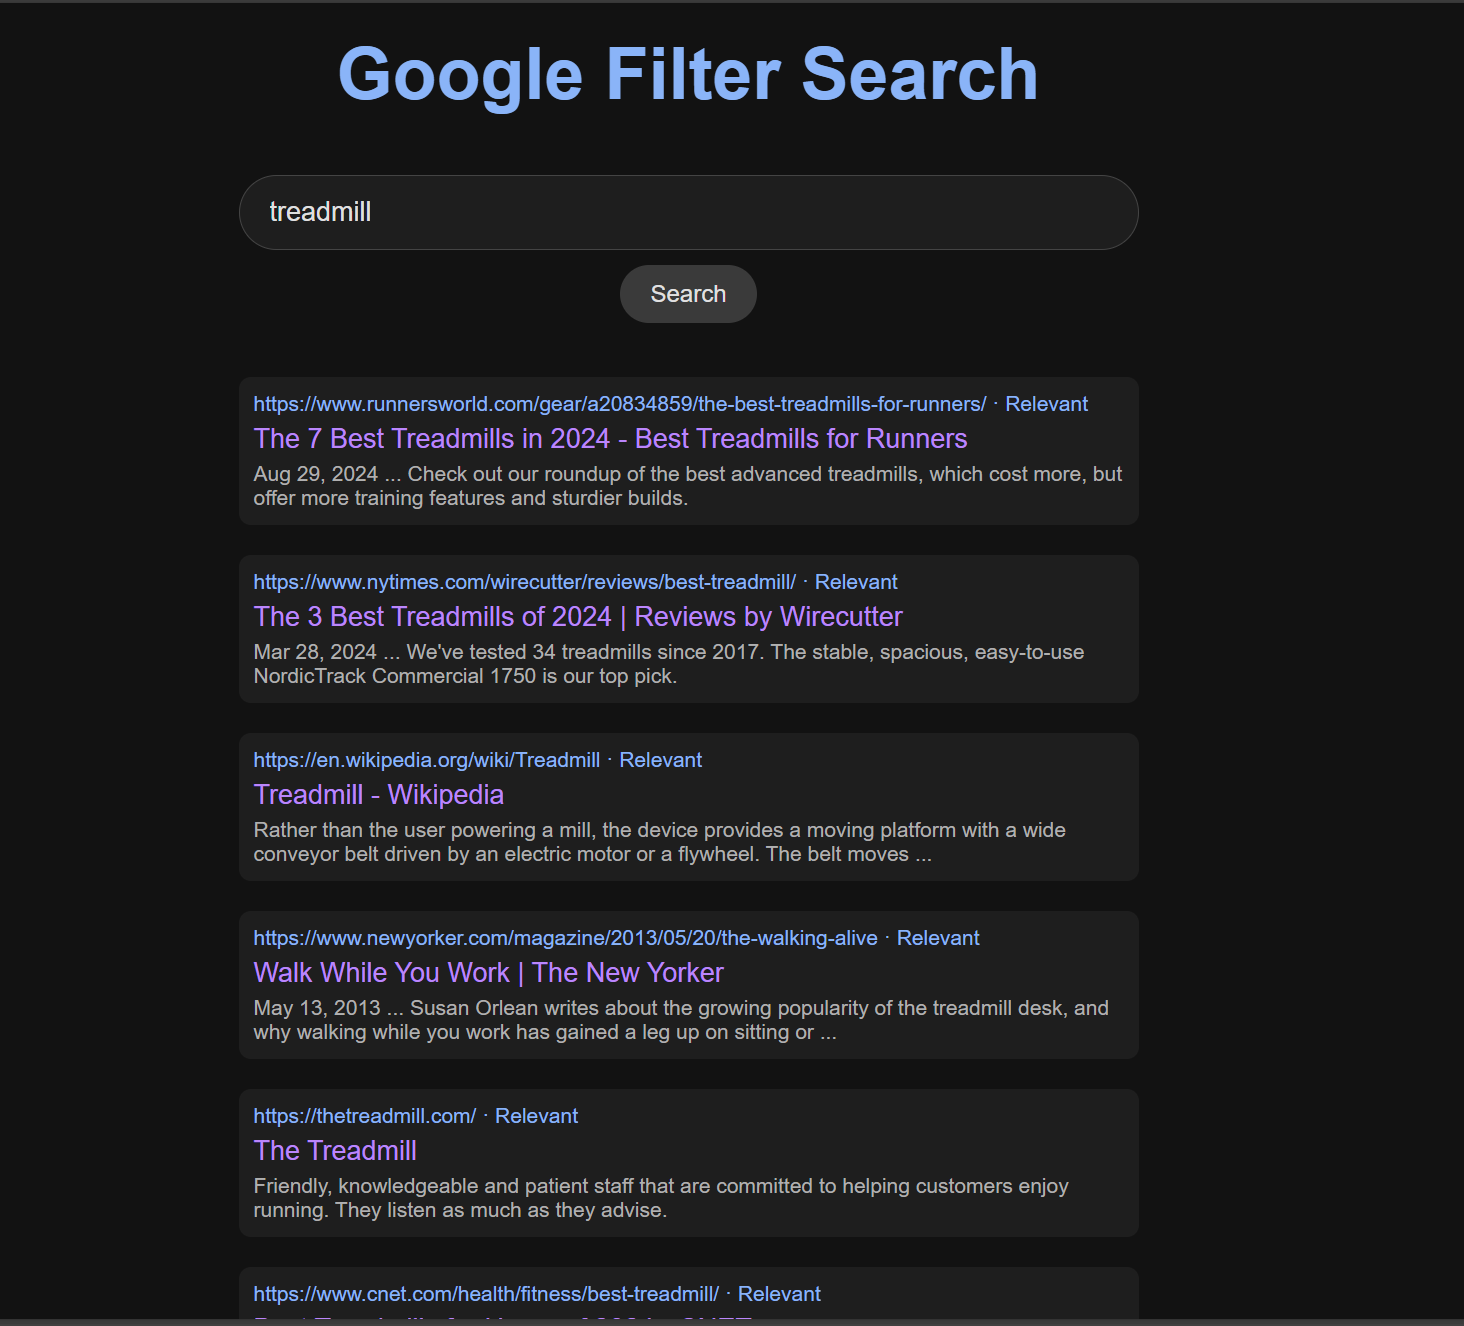 Google Filter Search
treadmill
Search
https://www.runnersworld.com/gear/a20834859/the-best-treadmills-for-runners/ · Relevant
The 7 Best Treadmills in 2024 - Best Treadmills for Runners
Aug 29, 2024 ... Check out our roundup of the best advanced treadmills, which cost more, but
offer more training features and sturdier builds.
https://www.nytimes.com/wirecutter/reviews/best-treadmill/ · Relevant
The 3 Best Treadmills of 2024 | Reviews by Wirecutter
Mar 28, 2024 ... We've tested 34 treadmills since 2017. The stable, spacious, easy-to-use
NordicTrack Commercial 1750 is our top pick.
https://en.wikipedia.org/wiki/Treadmill · Relevant
Treadmill - Wikipedia
Rather than the user powering a mill, the device provides a moving platform with a wide
conveyor belt driven by an electric motor or a flywheel. The belt moves ...
https://www.newyorker.com/magazine/2013/05/20/the-walking-alive · Relevant
Walk While You Work | The New Yorker
May 13, 2013 ... Susan Orlean writes about the growing popularity of the treadmill desk, and
why walking while you work has gained a leg up on sitting or ...
https://thetreadmill.com/ · Relevant
The Treadmill
Friendly, knowledgeable and patient staff that are committed to helping customers enjoy
running. They listen as much as they advise.
https://www.cnet.com/health/fitness/best-treadmill/ · Relevant